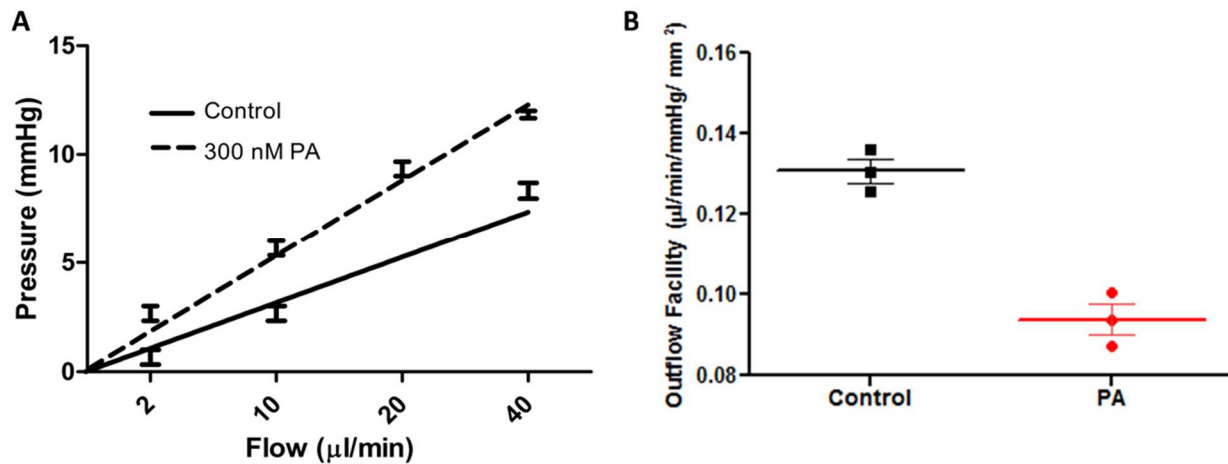 A
Pressure (mmHg)
15
10
5
0
Control
300 nM PA
2
10
20
40
Flow (μl/min)
B
Outflow Facility (μl/min/mmHg/ mm²)
0.16
0.14
0.12
0.10
0.08
Control
PA